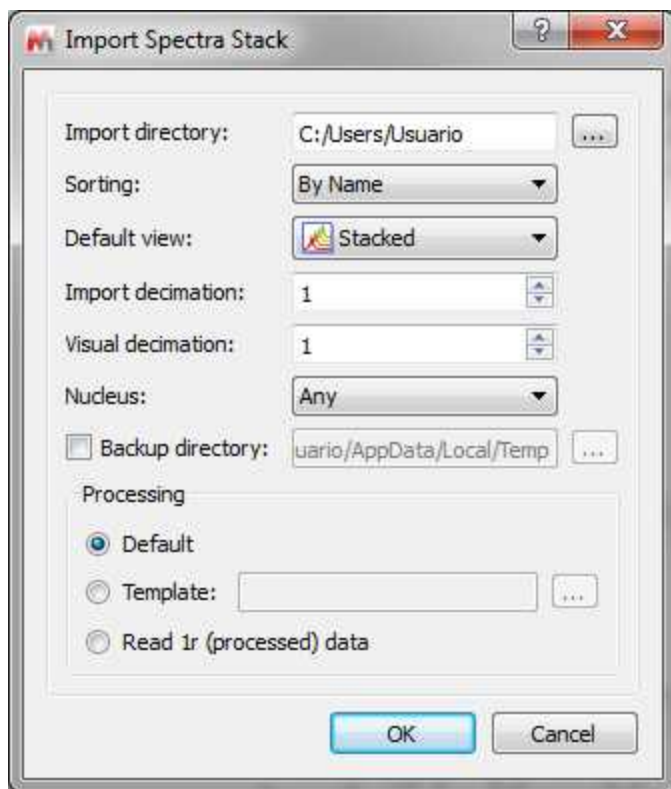 Import Spectra Stack
Import directory: C:/Users/Usuario ...
Sorting: By Name
Default view: Stacked
Import decimation: 1
Visual decimation: 1
Nucleus: Any
Backup directory: uario/AppData/Local/Temp ...
Processing
Default
Template: ...
Read 1r (processed) data
OK Cancel